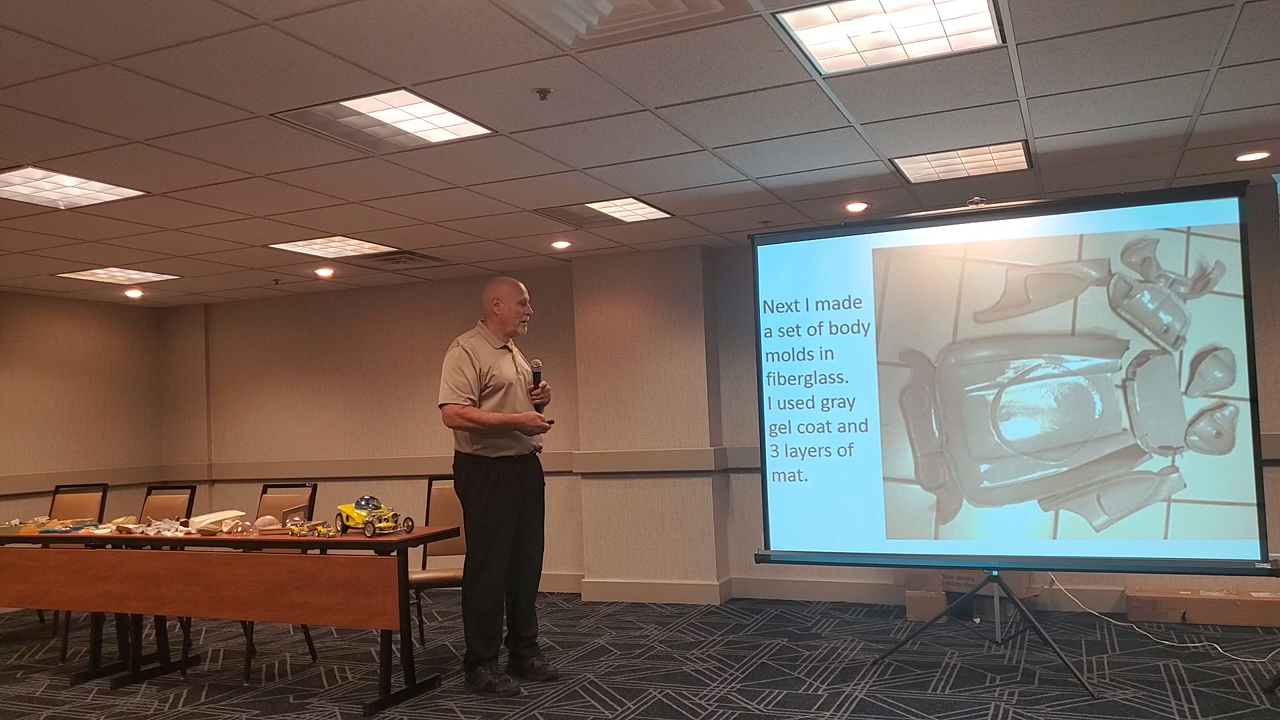 Next I made
a set of body
molds in
fiberglass.
I used gray
gel coat and
3 layers of
mat.